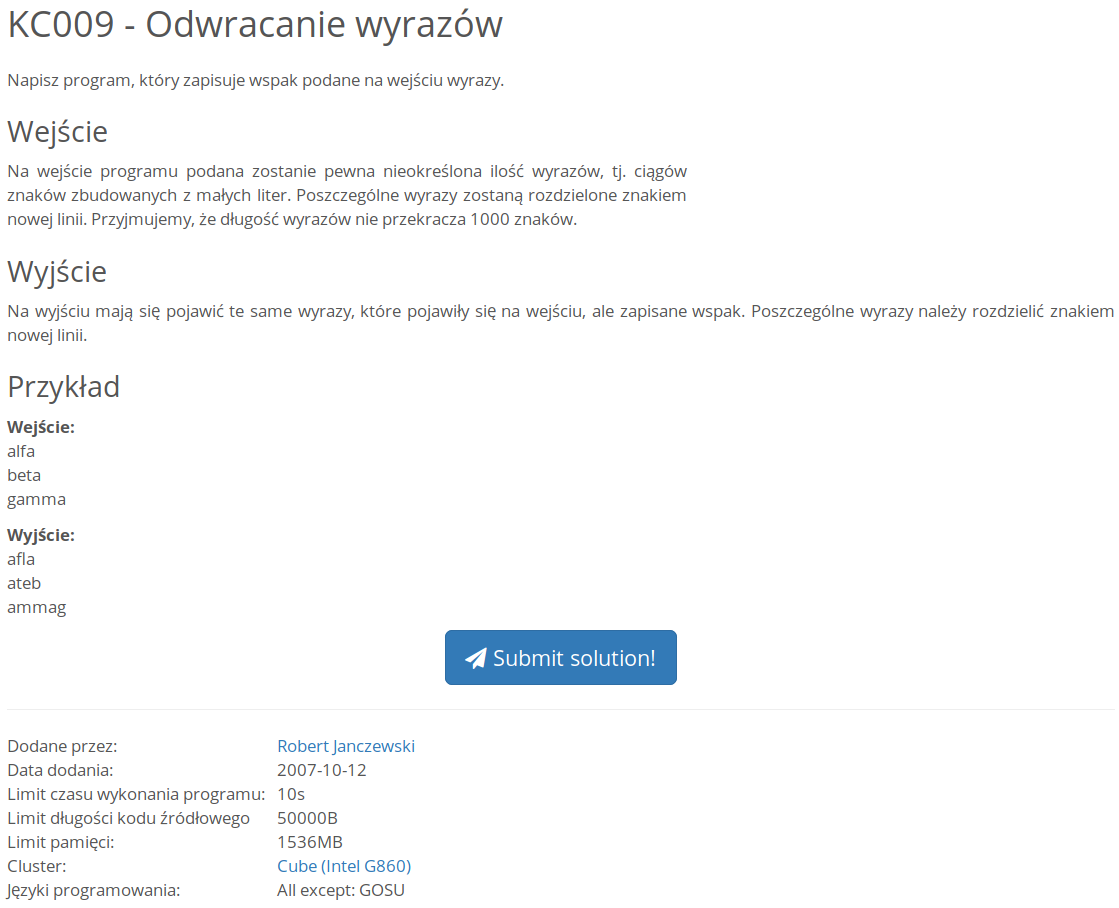 KC009 - Odwracanie wyrazów
Napisz program, który zapisuje wspak podane na wejściu wyrazy.
Wejście
Na wejście programu podana zostanie pewna nieokreślona ilość wyrazów, tj. ciągów
znaków zbudowanych z małych liter. Poszczególne wyrazy zostaną rozdzielone znakiem
nowej linii. Przyjmujemy, że długość wyrazów nie przekracza 1000 znaków.
Wyjście
Na wyjściu mają się pojawić te same wyrazy, które pojawiły się na wejściu, ale zapisane wspak. Poszczególne wyrazy należy rozdzielić znakiem
nowej linii.
Przykład
Wejście:
alfa
beta
gamma
Wyjście:
afla
ateb
ammag
Submit solution!
Dodane przez: Robert Janczewski
Data dodania: 2007-10-12
Limit czasu wykonania programu: 10s
Limit długości kodu źródłowego 50000B
Limit pamięci: 1536MB
Cluster: Cube (Intel G860)
Języki programowania: All except: GOSU